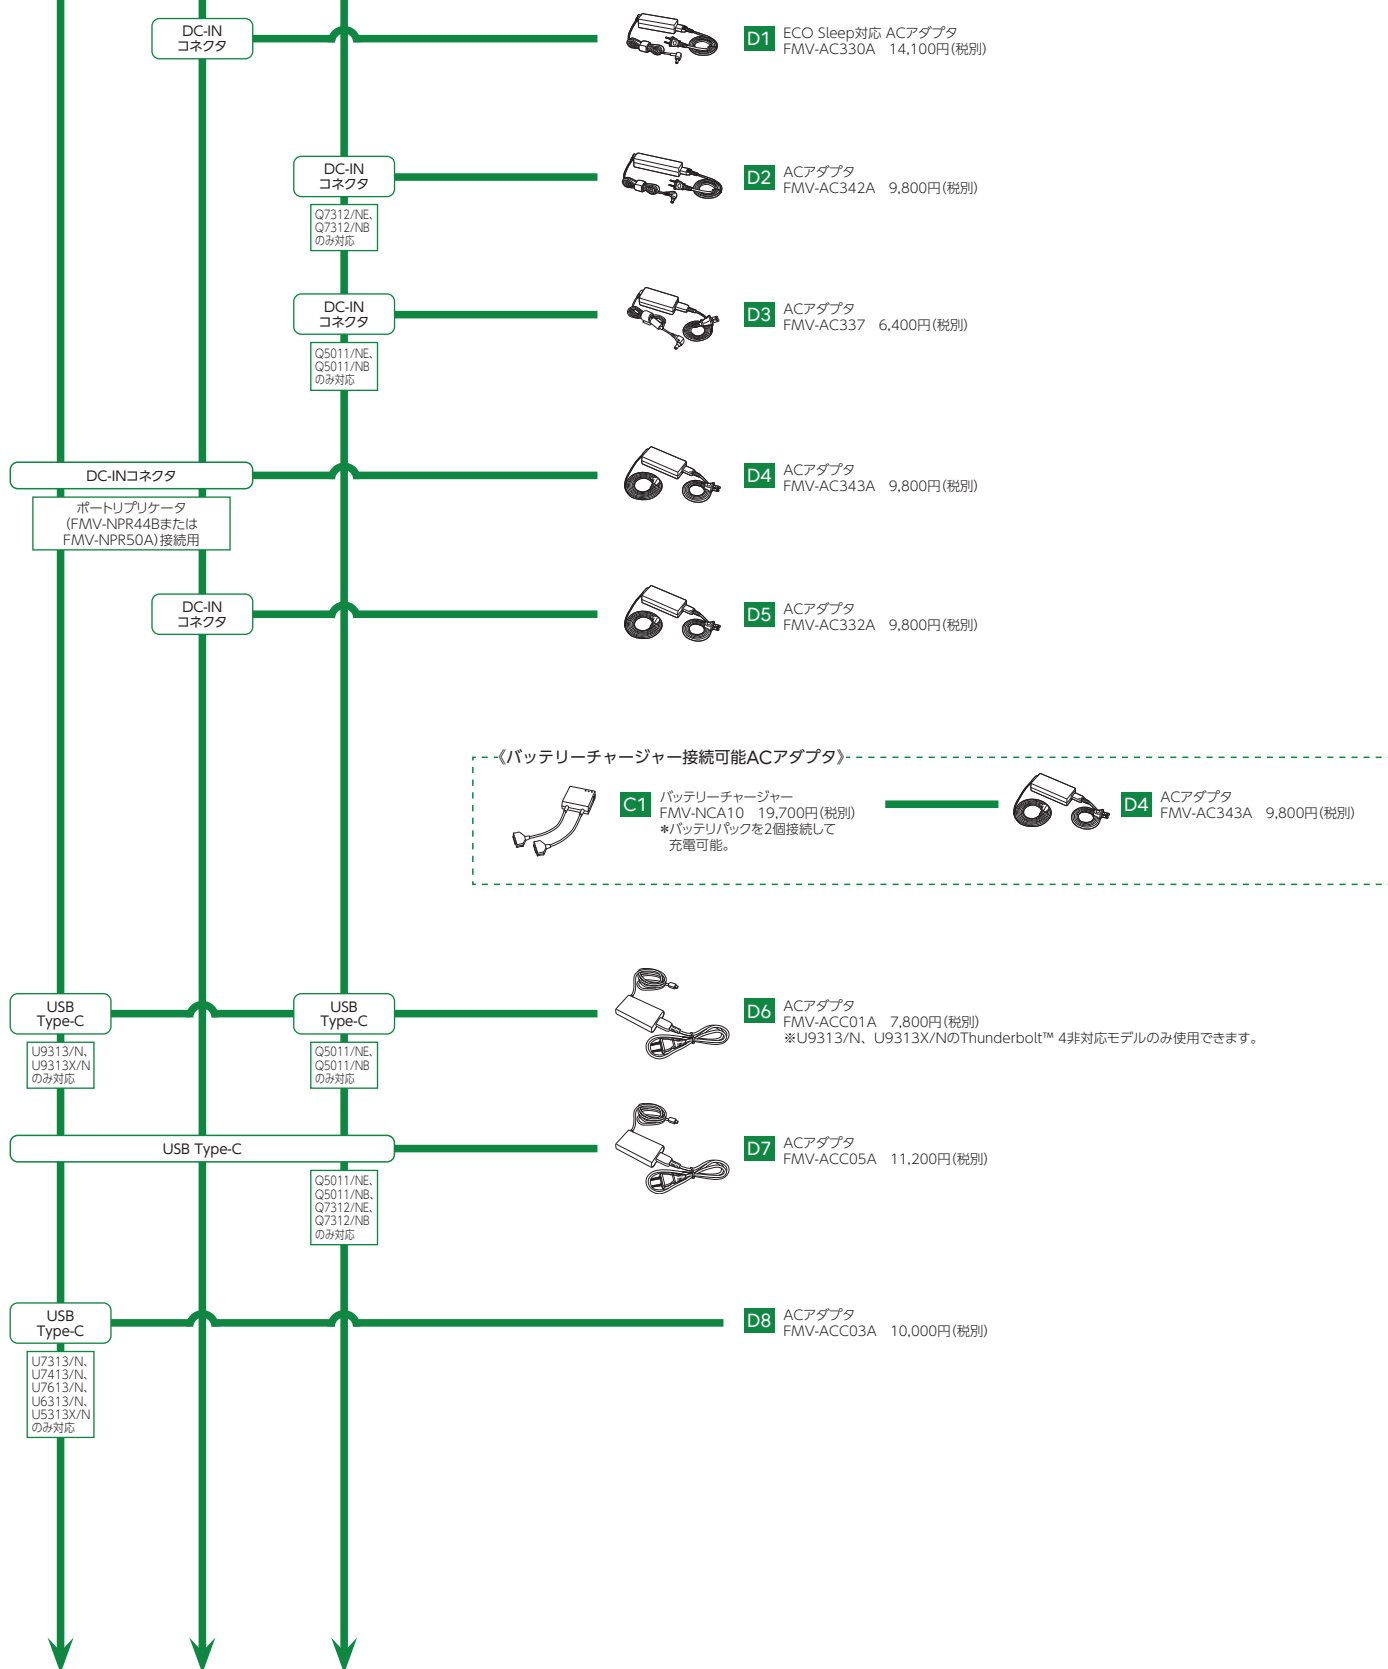 DC-IN
コネクタ
D1
ECO Sleep対応 ACアダプタ
FMV-AC330A 14,100円(税別)
DC-IN
コネクタ
Q7312/NE、
Q7312/NB
のみ対応
D2
ACアダプタ
FMV-AC342A 9,800円(税別)
DC-IN
コネクタ
Q5011/NE、
Q5011/NB
のみ対応
D3
ACアダプタ
FMV-AC337 6,400円(税別)
DC-INコネクタ
ポートリプリケータ
(FMV-NPR44Bまたは
FMV-NPR50A)接続用
D4
ACアダプタ
FMV-AC343A 9,800円(税別)
DC-IN
コネクタ
D5
ACアダプタ
FMV-AC332A 9,800円(税別)
《バッテリーチャージャー接続可能ACアダプタ》
C1
バッテリーチャージャー
FMV-NCA10 19,700円(税別)
*バッテリパックを2個接続して
充電可能。
D4
ACアダプタ
FMV-AC343A 9,800円(税別)
USB
Type-C
U9313/N、
U9313X/N
のみ対応
USB
Type-C
Q5011/NE、
Q5011/NB
のみ対応
D6
ACアダプタ
FMV-ACC01A 7,800円(税別)
※U9313/N、U9313X/NのThunderbolt™ 4非対応モデルのみ使用できます。
USB Type-C
Q5011/NE、
Q5011/NB、
Q7312/NE、
Q7312/NB
のみ対応
D7
ACアダプタ
FMV-ACC05A 11,200円(税別)
USB
Type-C
U7313/N、
U7413/N、
U7613/N、
U6313/N、
U5313X/N
のみ対応
D8
ACアダプタ
FMV-ACC03A 10,000円(税別)